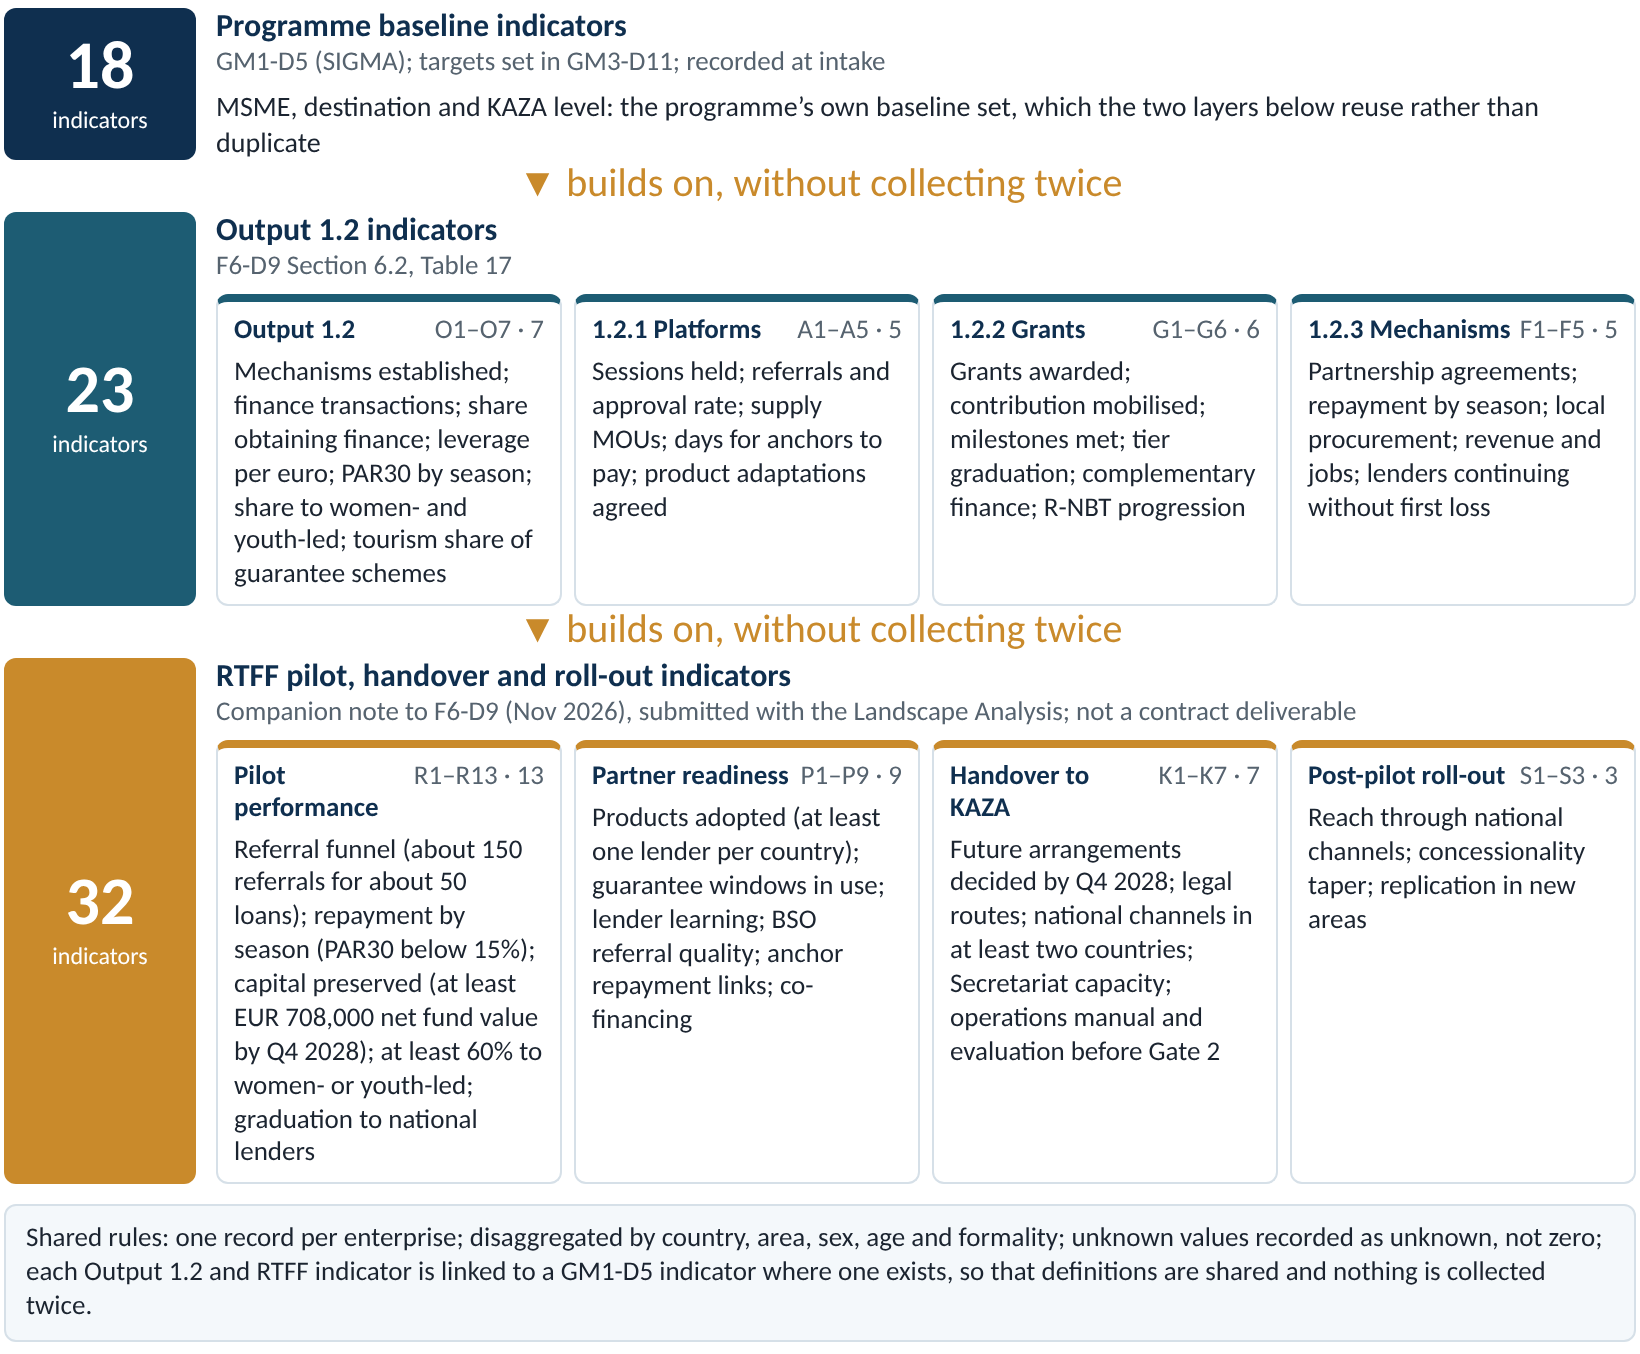 18
indicators
Programme baseline indicators
GM1-D5 (SIGMA); targets set in GM3-D11; recorded at intake
MSME, destination and KAZA level: the programme’s own baseline set, which the two layers below reuse rather than
duplicate
▼ builds on, without collecting twice
23
indicators
Output 1.2 indicators
F6-D9 Section 6.2, Table 17
Output 1.2 O1–O7 · 7
Mechanisms established;
finance transactions; share
obtaining finance; leverage
per euro; PAR30 by season;
share to women- and
youth-led; tourism share of
guarantee schemes
1.2.1 Platforms A1–A5 · 5
Sessions held; referrals and
approval rate; supply
MOUs; days for anchors to
pay; product adaptations
agreed
1.2.2 Grants G1–G6 · 6
Grants awarded;
contribution mobilised;
milestones met; tier
graduation; complementary
finance; R-NBT progression
1.2.3 Mechanisms F1–F5 · 5
Partnership agreements;
repayment by season; local
procurement; revenue and
jobs; lenders continuing
without first loss
▼ builds on, without collecting twice
32
indicators
RTFF pilot, handover and roll-out indicators
Companion note to F6-D9 (Nov 2026), submitted with the Landscape Analysis; not a contract deliverable
Pilot R1–R13 · 13
performance
Referral funnel (about 150
referrals for about 50
loans); repayment by
season (PAR30 below 15%);
capital preserved (at least
EUR 708,000 net fund value
by Q4 2028); at least 60% to
women- or youth-led;
graduation to national
lenders
Partner readiness P1–P9 · 9
Products adopted (at least
one lender per country);
guarantee windows in use;
lender learning; BSO
referral quality; anchor
repayment links; co-
financing
Handover to K1–K7 · 7
KAZA
Future arrangements
decided by Q4 2028; legal
routes; national channels in
at least two countries;
Secretariat capacity;
operations manual and
evaluation before Gate 2
Post-pilot roll-out S1–S3 · 3
Reach through national
channels; concessionality
taper; replication in new
areas
Shared rules: one record per enterprise; disaggregated by country, area, sex, age and formality; unknown values recorded as unknown, not zero;
each Output 1.2 and RTFF indicator is linked to a GM1-D5 indicator where one exists, so that definitions are shared and nothing is collected
twice.